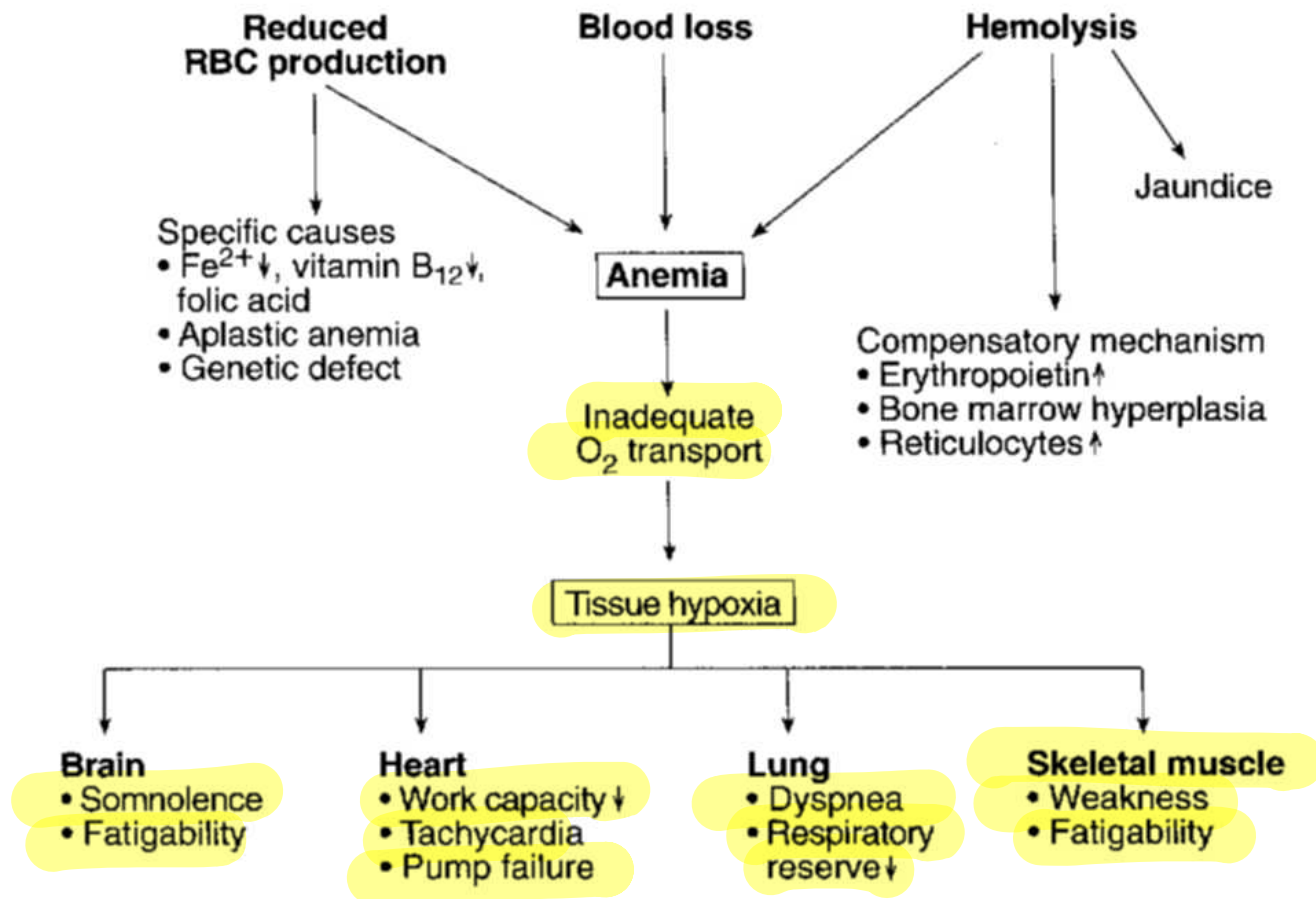 Reduced
RBC production
Blood loss
Hemolysis
Jaundice
Specific causes
• Fe²⁺↓, vitamin B₁₂↓,
folic acid
• Aplastic anemia
• Genetic defect
Anemia
Compensatory mechanism
• Erythropoietin↑
• Bone marrow hyperplasia
• Reticulocytes↑
Inadequate
O₂ transport
Tissue hypoxia
Brain
• Somnolence
• Fatigability
Heart
• Work capacity↓
• Tachycardia
• Pump failure
Lung
• Dyspnea
• Respiratory
reserve↓
Skeletal muscle
• Weakness
• Fatigability